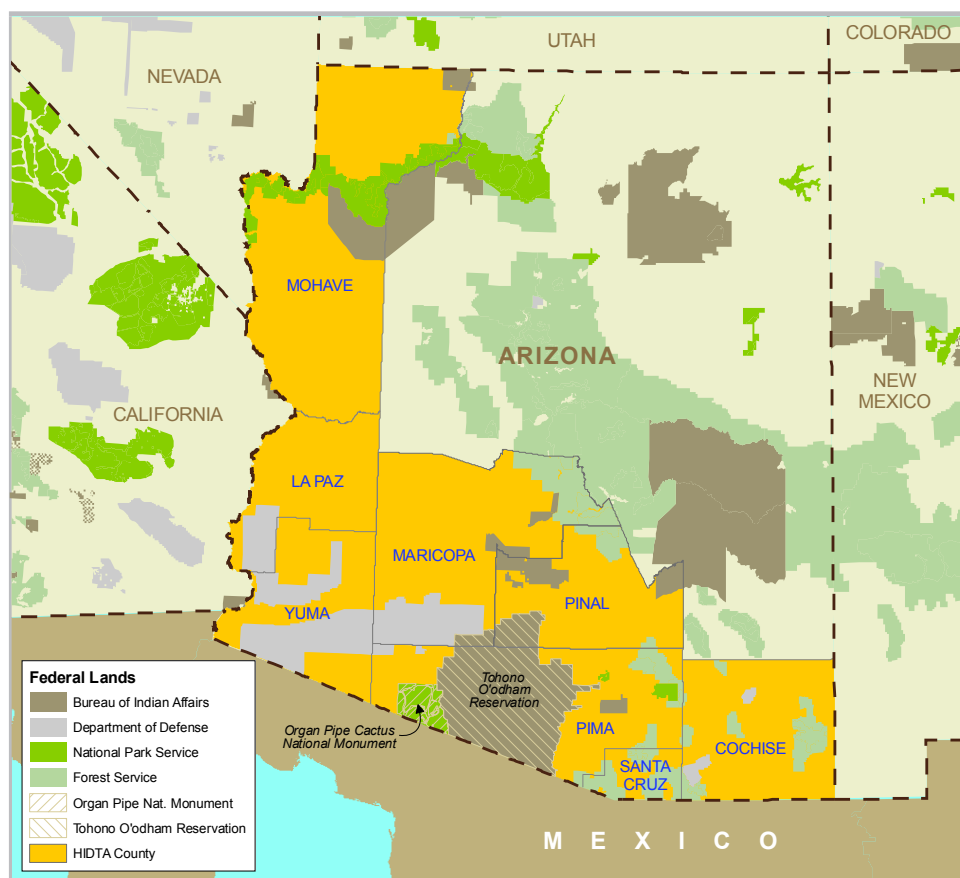 UTAH
COLORADO
NEVADA
MOHAVE
ARIZONA
NEW
MEXICO
CALIFORNIA
LA PAZ
MARICOPA
PINAL
YUMA
Tohono
O'odham
Reservation
Organ Pipe Cactus
National Monument
PIMA
COCHISE
SANTA
CRUZ
MEXICO
Federal Lands
Bureau of Indian Affairs
Department of Defense
National Park Service
Forest Service
Organ Pipe Nat. Monument
Tohono O'odham Reservation
HIDTA County